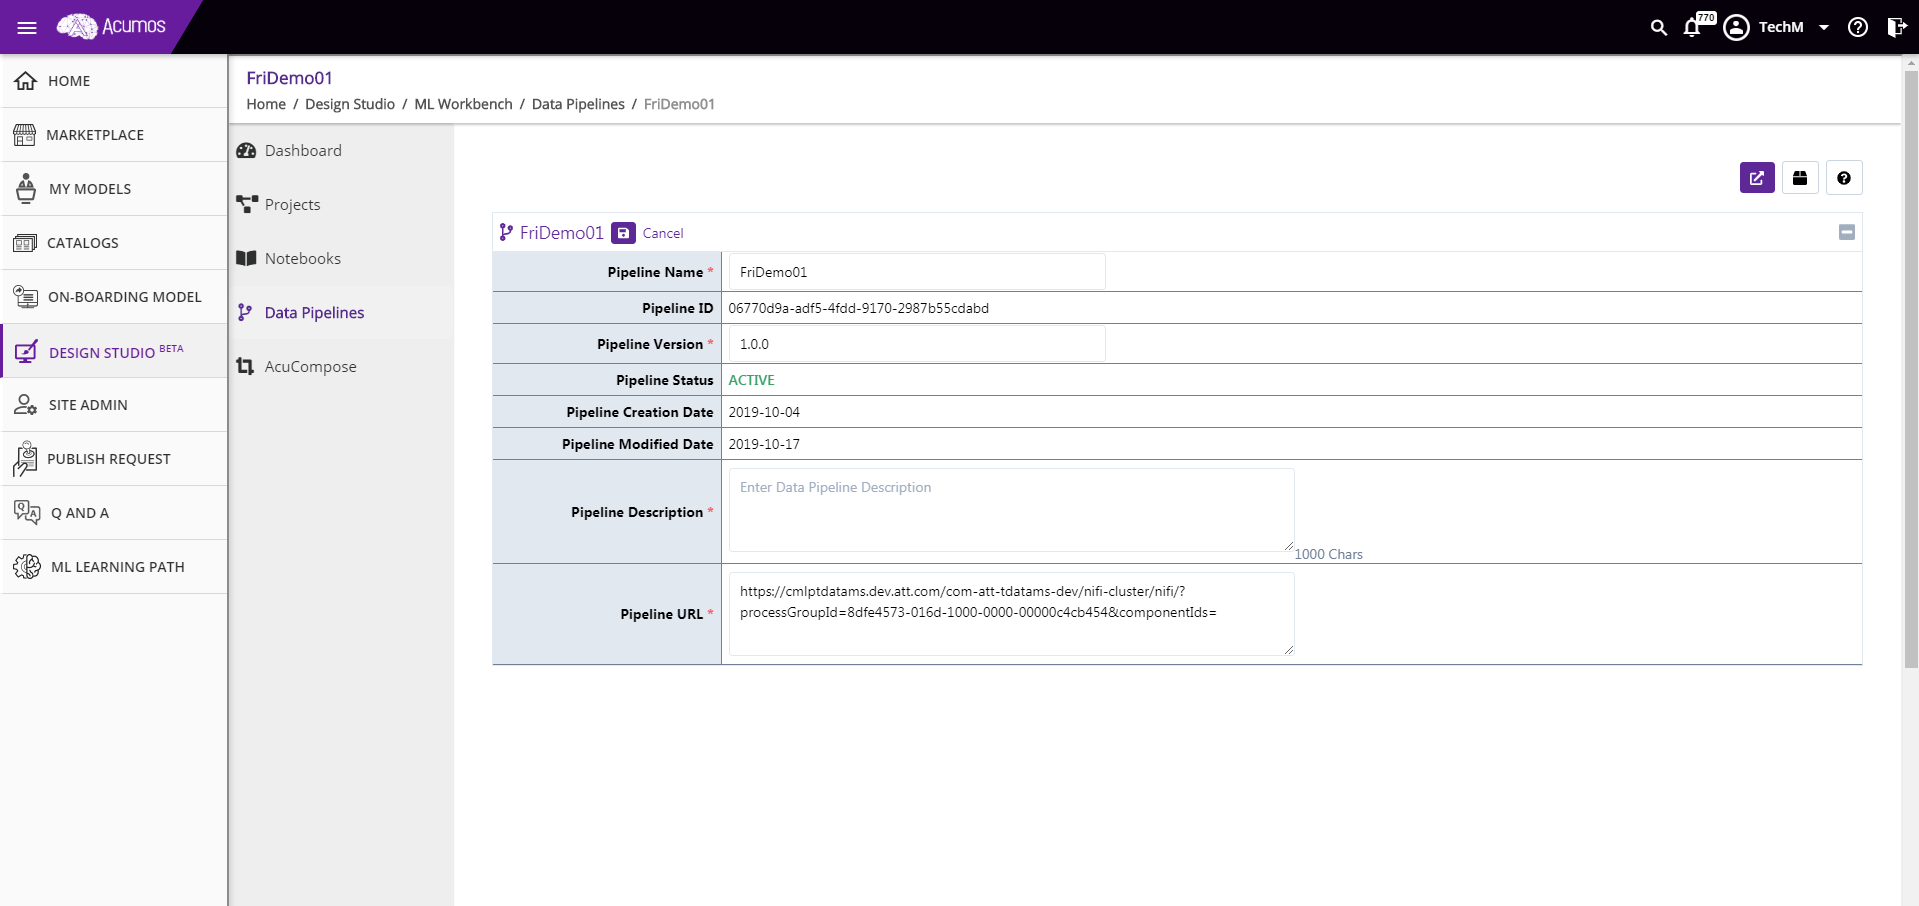 Acumos
770
TechM
HOME
MARKETPLACE
MY MODELS
CATALOGS
ON-BOARDING MODEL
DESIGN STUDIO BETA
SITE ADMIN
PUBLISH REQUEST
Q AND A
ML LEARNING PATH
FriDemo01
Home / Design Studio / ML Workbench / Data Pipelines / FriDemo01
Dashboard
Projects
Notebooks
Data Pipelines
AcuCompose
FriDemo01 Cancel
Pipeline Name * FriDemo01
Pipeline ID 06770d9a-adf5-4fdd-9170-2987b55cdabd
Pipeline Version * 1.0.0
Pipeline Status ACTIVE
Pipeline Creation Date 2019-10-04
Pipeline Modified Date 2019-10-17
Pipeline Description * Enter Data Pipeline Description
1000 Chars
Pipeline URL * https://cmlptdatams.dev.att.com/com-att-tdatams-dev/nifi-cluster/nifi/?
processGroupId=8dfe4573-016d-1000-0000-00000c4cb454&componentIds=